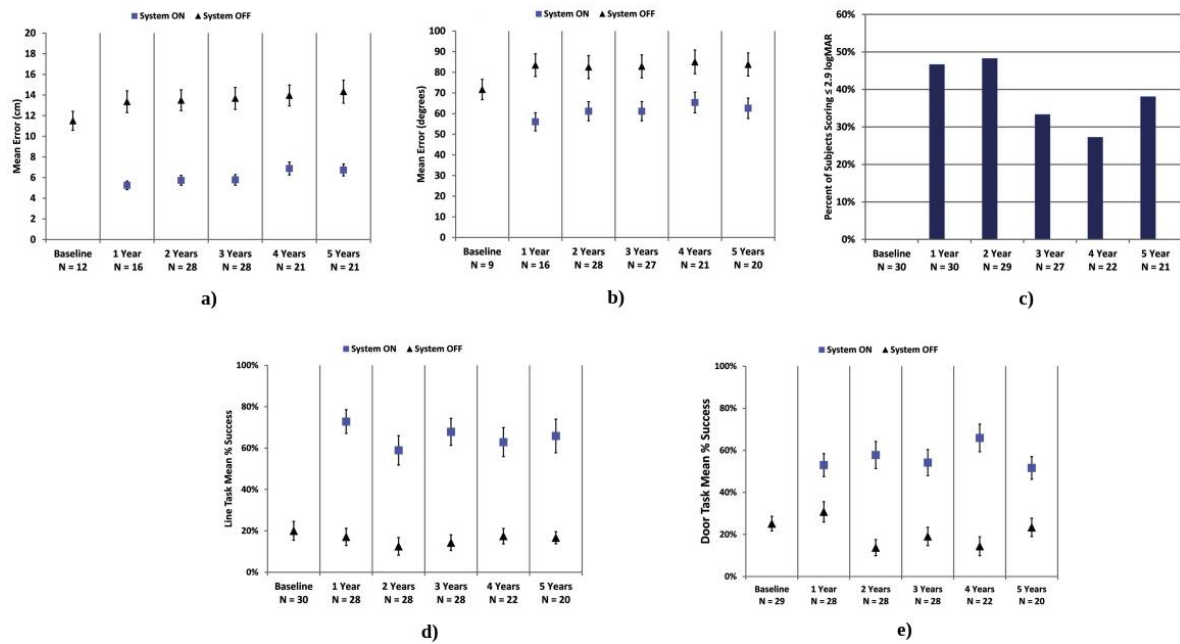 System ON System OFF
Mean Error (cm)
20
18
16
14
12
10
8
6
4
2
0
Baseline 1 Year 2 Years 3 Years 4 Years 5 Years
N = 12 N = 16 N = 28 N = 28 N = 21 N = 21
a)
System ON System OFF
Mean Error (degrees)
100
90
80
70
60
50
40
30
20
10
0
Baseline 1 Year 2 Years 3 Years 4 Years 5 Years
N = 9 N = 16 N = 28 N = 27 N = 21 N = 20
b)
Percent of Subjects Scoring ≤ 2.9 logMAR
60%
50%
40%
30%
20%
10%
0%
Baseline 1 Year 2 Year 3 Year 4 Year 5 Year
N = 30 N = 30 N = 29 N = 27 N = 22 N = 21
c)
System ON System OFF
Line Task Mean % Success
100%
80%
60%
40%
20%
0%
Baseline 1 Year 2 Years 3 Years 4 Years 5 Years
N = 30 N = 28 N = 28 N = 28 N = 22 N = 20
d)
System ON System OFF
Door Task Mean % Success
100%
80%
60%
40%
20%
0%
Baseline 1 Year 2 Years 3 Years 4 Years 5 Years
N = 29 N = 28 N = 28 N = 28 N = 22 N = 20
e)